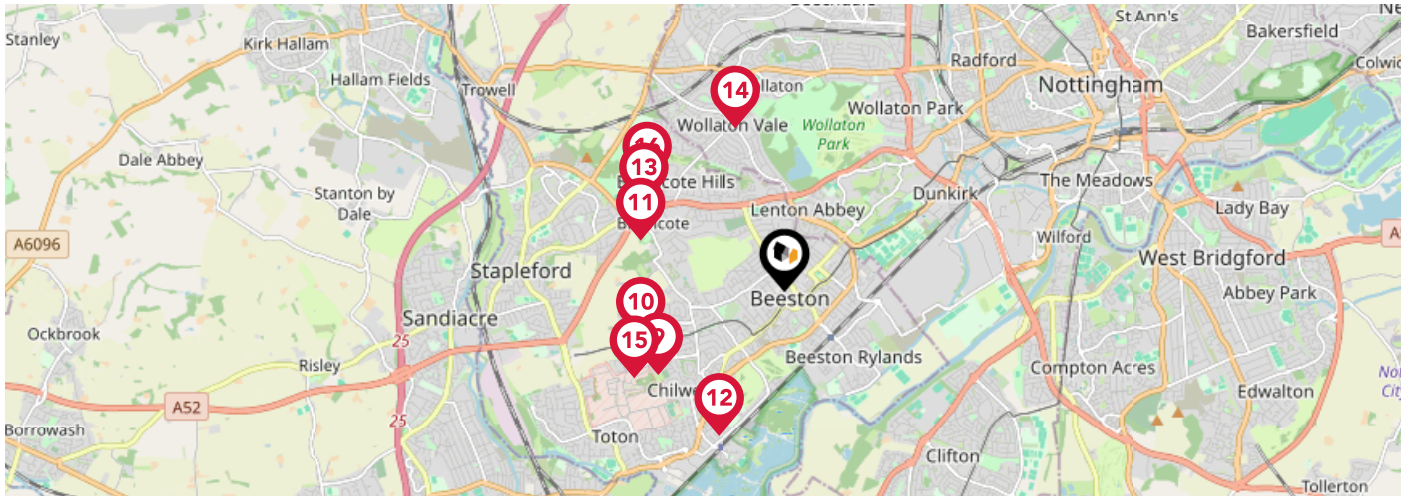 St Ann's
Stanley
Kirk Hallam
Bakersfield
Radford
Hallam Fields
Trowell
14
Nottingham
Wollaton Park
Wollaton Vale
Wollaton
Park
Dale Abbey
13
The Meadows
Stanton by
Dale
Dunkirk
11
Lenton Abbey
Lady Bay
A6096
Wilford
West Bridgford
Stapleford
Abbey Park
10
Beeston
Sandiacre
Ockbrook
15
25
Risley
Beeston Rylands
Compton Acres
Edwalton
12
A52
25
Borrowash
Toton
Clifton
Tollerton